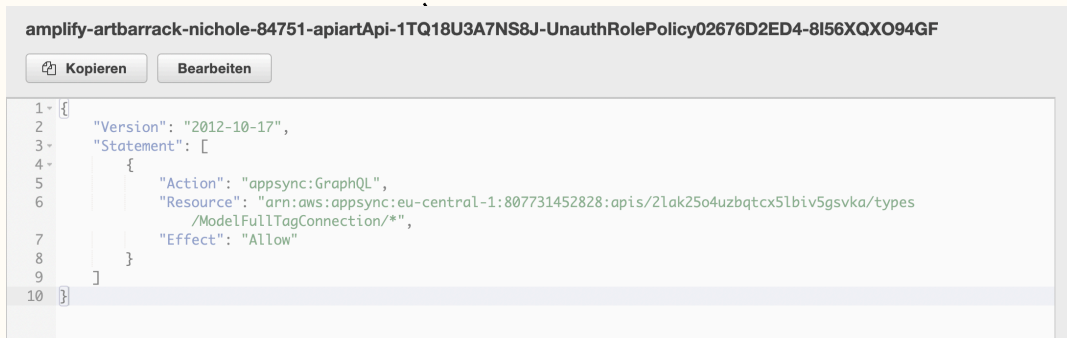 amplify-artbarrack-nichole-84751-apiartApi-1TQ18U3A7NS8J-UnauthRolePolicy02676D2ED4-8I56XQXO94GF
Kopieren Bearbeiten
1 {
2 "Version": "2012-10-17",
3 "Statement": [
4 {
5 "Action": "appsync:GraphQL",
6 "Resource": "arn:aws:appsync:eu-central-1:807731452828:apis/2lak25o4uzbqtcx5lbiv5gsvka/types
/ModelFullTagConnection/*",
7 "Effect": "Allow"
8 }
9 ]
10 }